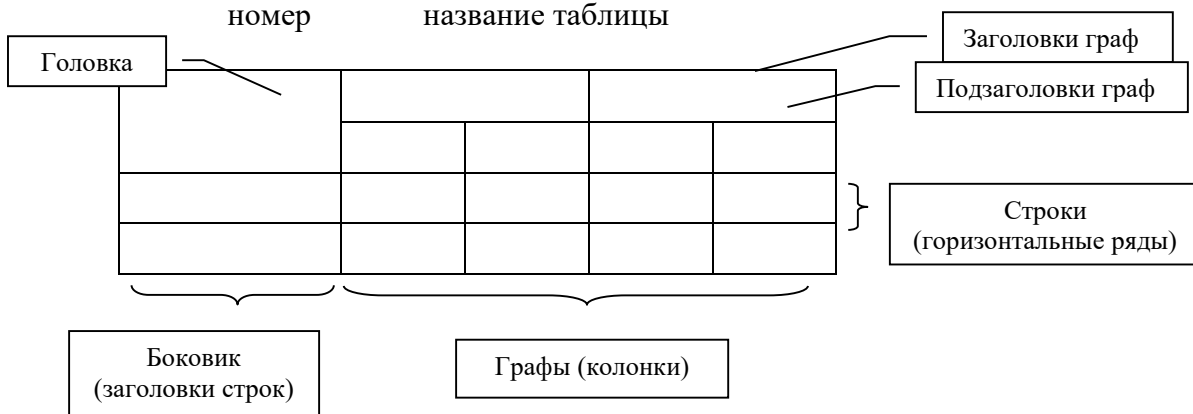 номер название таблицы
Головка
Заголовки граф
Подзаголовки граф
Строки
(горизонтальные ряды)
Боковик
(заголовки строк)
Графы (колонки)